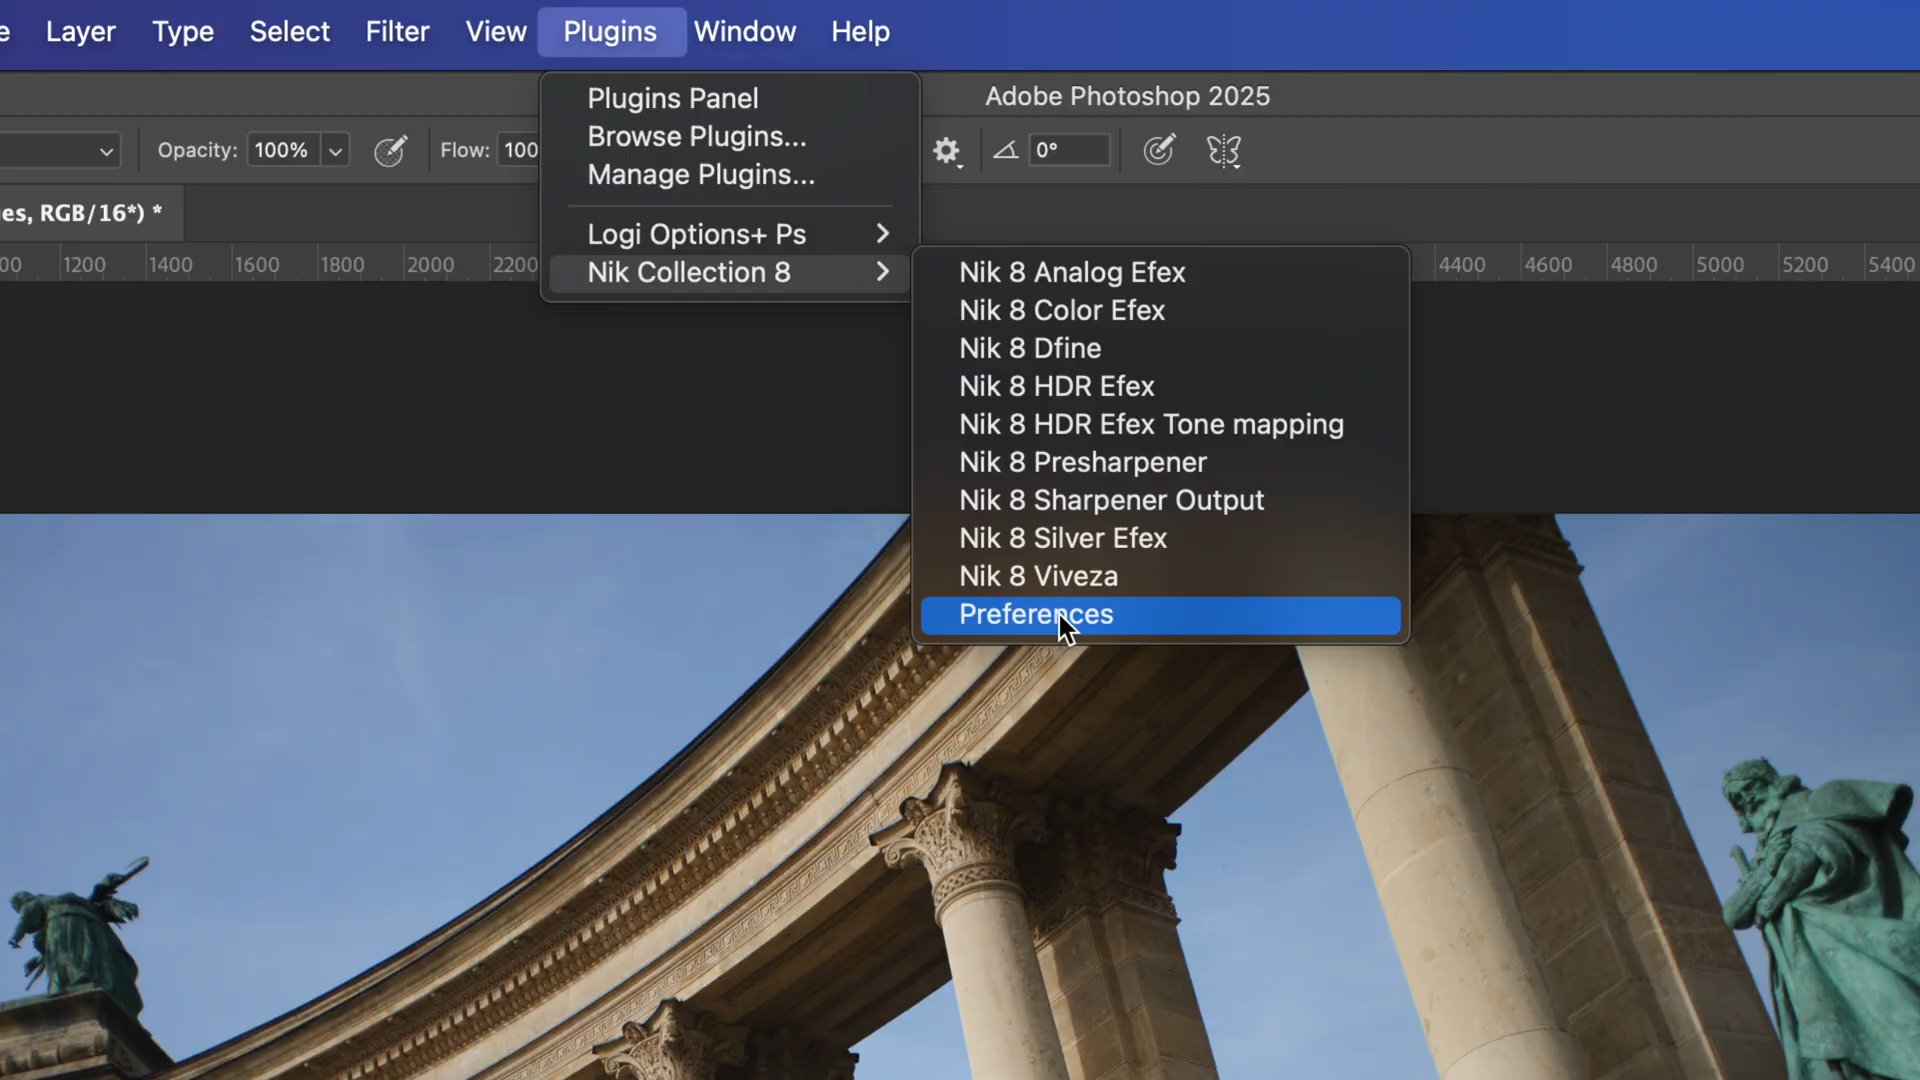 Layer Type Select Filter View Plugins Window Help
Adobe Photoshop 2025
Opacity: 100% Flow: 100 0°
es, RGB/16*) *
00 1200 1400 1600 1800 2000 2200 4400 4600 4800 5000 5200 5400
Plugins Panel
Browse Plugins...
Manage Plugins...
Logi Options+ Ps
Nik Collection 8
Nik 8 Analog Efex
Nik 8 Color Efex
Nik 8 Dfine
Nik 8 HDR Efex
Nik 8 HDR Efex Tone mapping
Nik 8 Presharpener
Nik 8 Sharpener Output
Nik 8 Silver Efex
Nik 8 Viveza
Preferences